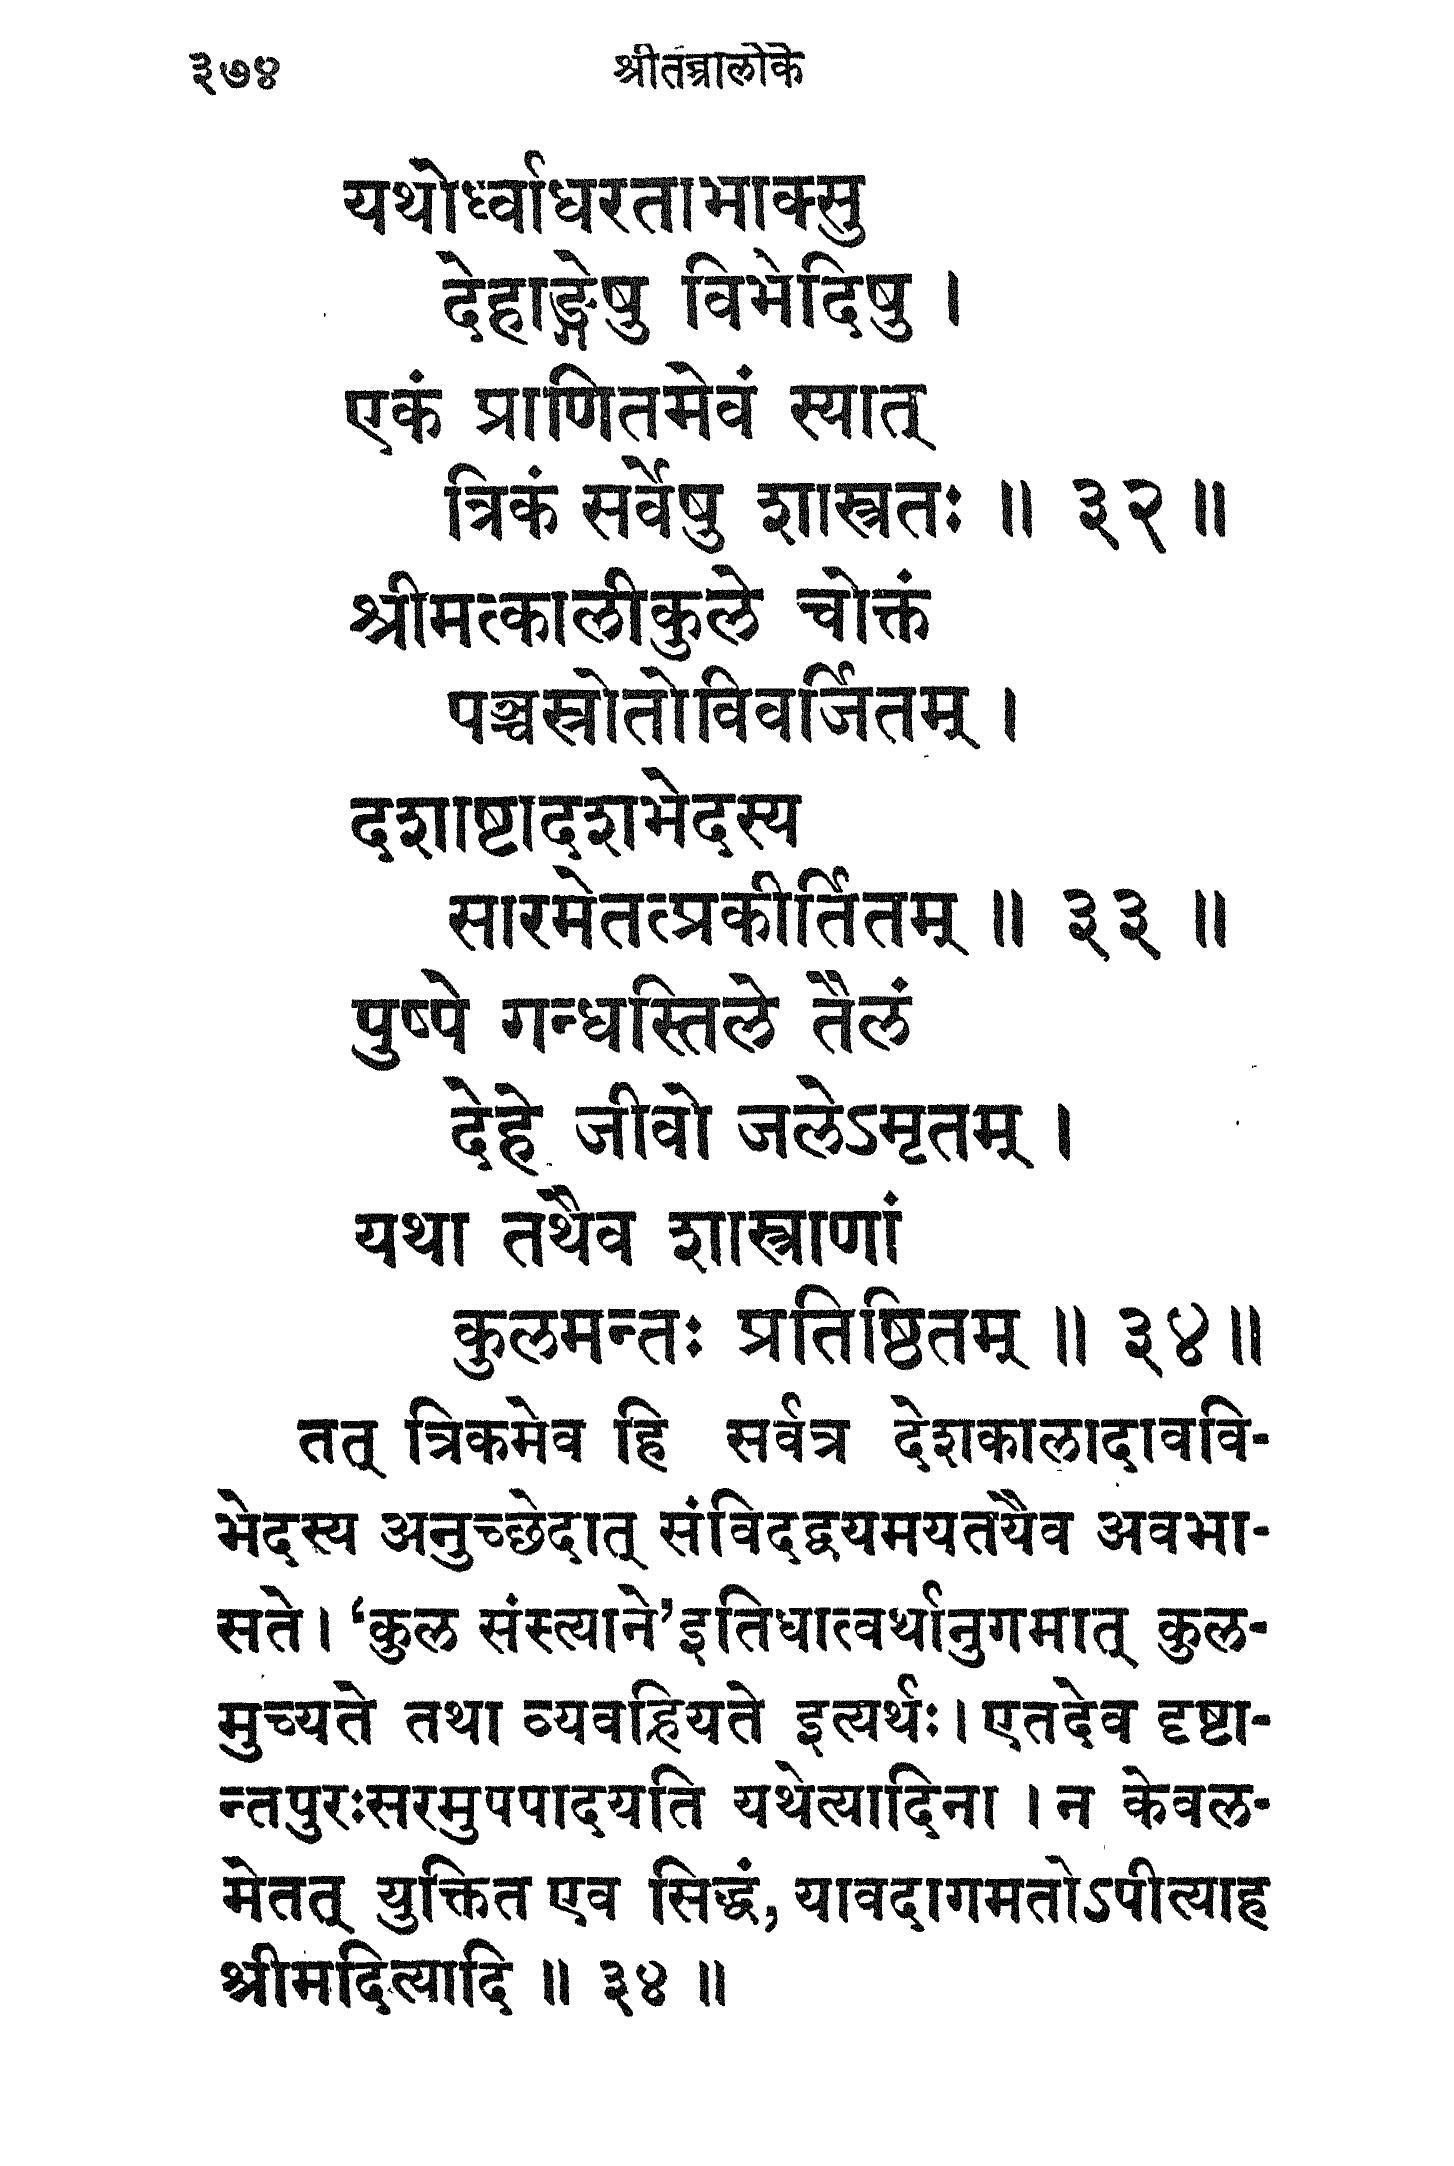 ३७४ श्रीतन्त्रालोके
यथोर्ध्वाधरताभाक्सु
देहाङ्गेषु विभेदिषु ।
एकं प्राणितमेवं स्यात्
त्रिकं सर्वेषु शास्त्रतः ॥ ३२ ॥
श्रीमत्कालीकुले चोक्तं
पञ्चस्रोतोविवर्जितम् ।
दशाष्टादशभेदस्य
सारमेतत्प्रकीर्तितम् ॥ ३३ ॥
पुष्पे गन्धस्तिले तैलं
देहे जीवो जलेऽमृतम् ।
यथा तथैव शास्त्राणां
कुलमन्तः प्रतिष्ठितम् ॥ ३४ ॥
तत् त्रिकमेव हि सर्वत्र देशकालादाववि-
भेदस्य अनुच्छेदात् संविदद्वयमयतयैव अवभा-
सते । ‘कुल संस्त्याने’ इतिधात्वर्थानुगमात् कुल-
मुच्यते तथा व्यवह्रियते इत्यर्थः । एतदेव दृष्टा-
न्तपुरःसरमुपपादयति यथेत्यादिना । न केवल-
मेतत् युक्तित एव सिद्धं, यावदागमतोऽपीत्याह
श्रीमदित्यादि ॥ ३४ ॥